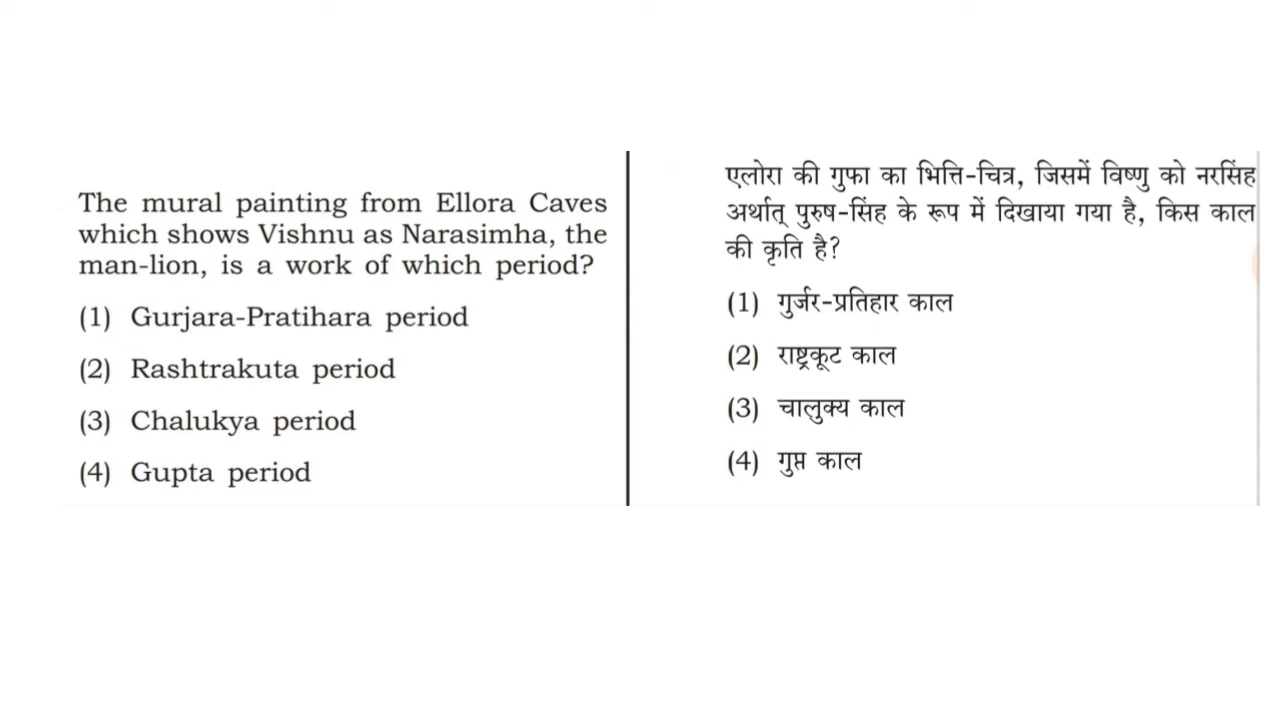 The mural painting from Ellora Caves
which shows Vishnu as Narasimha, the
man-lion, is a work of which period?
(1) Gurjara-Pratihara period
(2) Rashtrakuta period
(3) Chalukya period
(4) Gupta period
एलोरा की गुफा का भित्ति-चित्र, जिसमें विष्णु को नरसिंह
अर्थात् पुरुष-सिंह के रूप में दिखाया गया है, किस काल
की कृति है?
(1) गुर्जर-प्रतिहार काल
(2) राष्ट्रकूट काल
(3) चालुक्य काल
(4) गुप्त काल